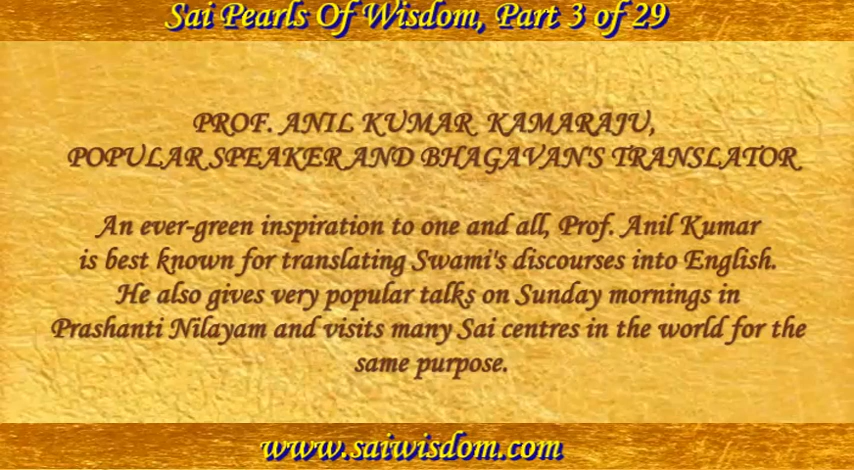 Sai Pearls Of Wisdom, Part 3 of 29
PROF. ANIL KUMAR KAMARAJU,
POPULAR SPEAKER AND BHAGAVAN'S TRANSLATOR
An ever-green inspiration to one and all, Prof. Anil Kumar
is best known for translating Swami's discourses into English.
He also gives very popular talks on Sunday mornings in
Prashanti Nilayam and visits many Sai centres in the world for the
same purpose.
www.saiwisdom.com